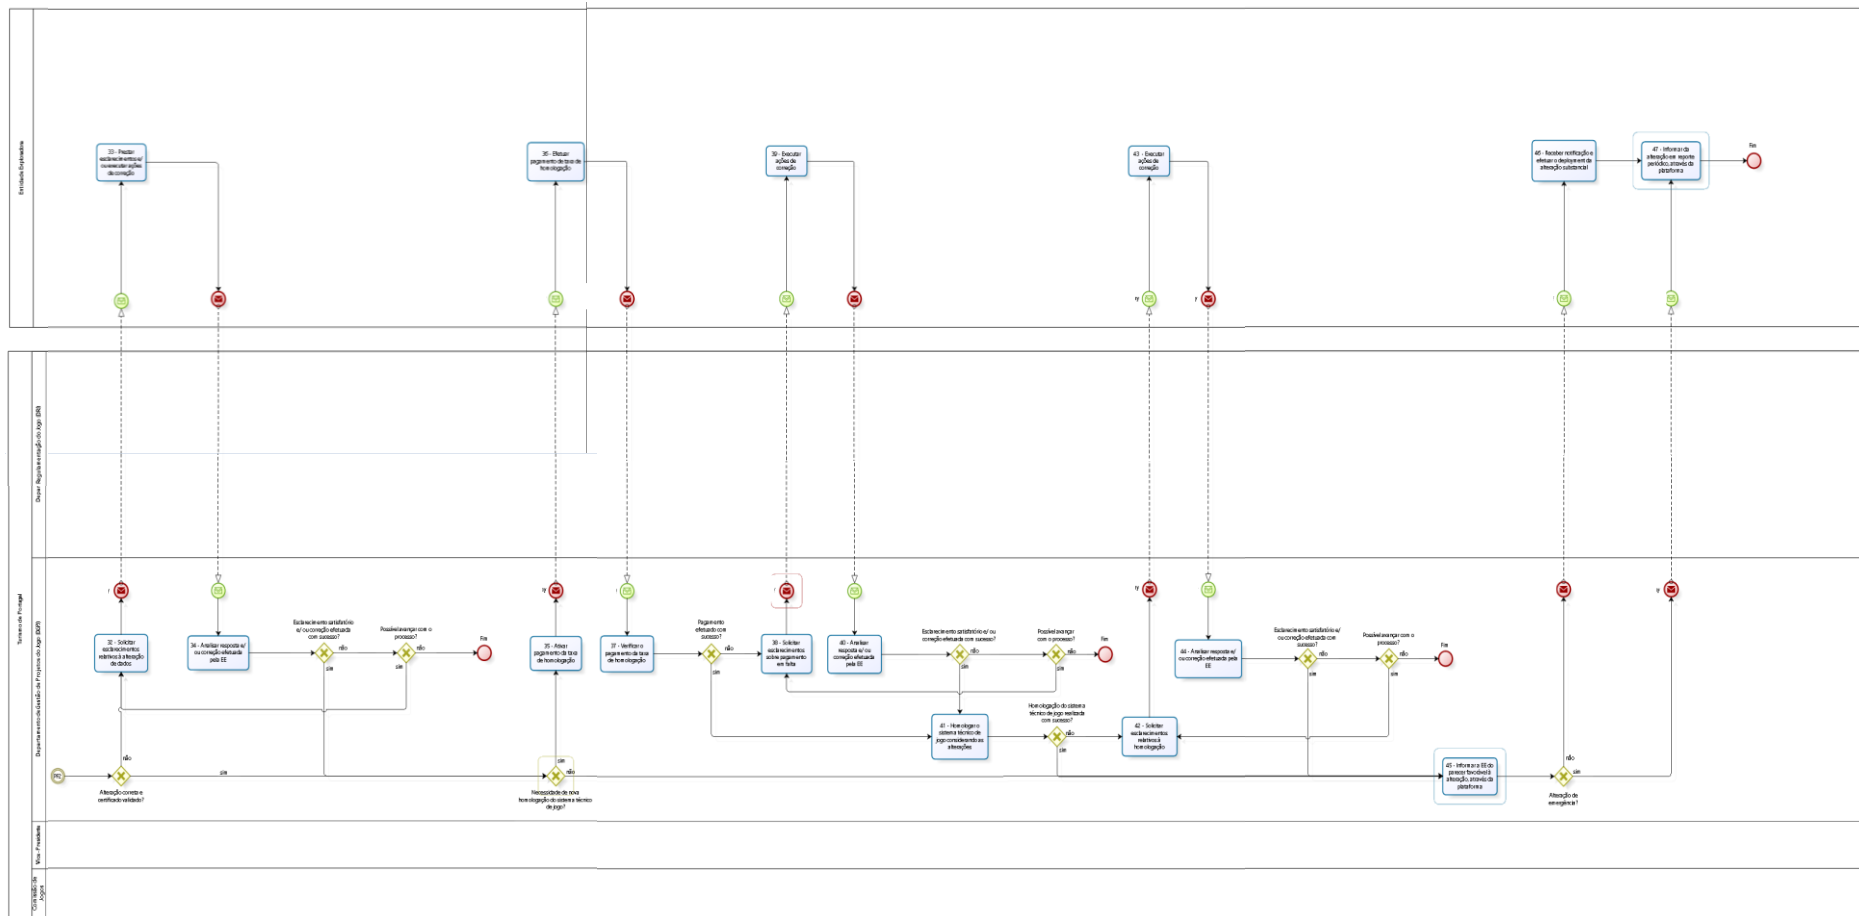 Entidade Exploradora
33 - Prestar
esclarecimentos e/
ou executar ações
de correção
36 - Efetuar
pagamento da taxa de
homologação
39 - Executar
ações de
correção
43 - Executar
ações de
correção
46 - Receber notificação e
efetuar o deployment da
alteração substancial
47 - Informar da
alteração em reporte
periódico, através da
plataforma
Fim
Turismo de Portugal
Depar Regulamentação do Jogo (DRJ)
Departamento de Gestão de Projetos do Jogo (DGPJ)
Vice-Presidente
Comissão de
Jogos
32 - Solicitar
esclarecimentos
relativos à alteração
de dados
34 - Analisar resposta e/
ou correção efetuada
pela EE
Esclarecimento satisfatório
e/ ou correção efetuada
com sucesso?
não
sim
Possível avançar com o
processo?
não
sim
Fim
35 - Ativar
pagamento da taxa
de homologação
37 - Verificar o
pagamento da taxa
de homologação
Pagamento
efetuado com
sucesso?
não
sim
38 - Solicitar
esclarecimentos
sobre pagamento
em falta
40 - Analisar
resposta e/ ou
correção efetuada
pela EE
Esclarecimento satisfatório e/ ou
correção efetuada com sucesso?
não
sim
Possível avançar
com o processo?
não
sim
Fim
44 - Analisar resposta e/
ou correção efetuada pela
EE
Esclarecimento satisfatório e/
ou correção efetuada com
sucesso?
não
sim
Possível avançar com o
processo?
não
sim
Fim
41 - Homologar o
sistema técnico de
jogo considerando as
alterações
Homologação do sistema
técnico de jogo realizada
com sucesso?
não
sim
42 - Solicitar
esclarecimentos
relativos à
homologação
não
sim
Alteração correta e
certificado validado?
sim
não
Necessidade de nova
homologação do sistema técnico
de jogo?
45 - Informar a EE do
parecer favorável à
alteração, através da
plataforma
não
sim
Alteração de
emergência?